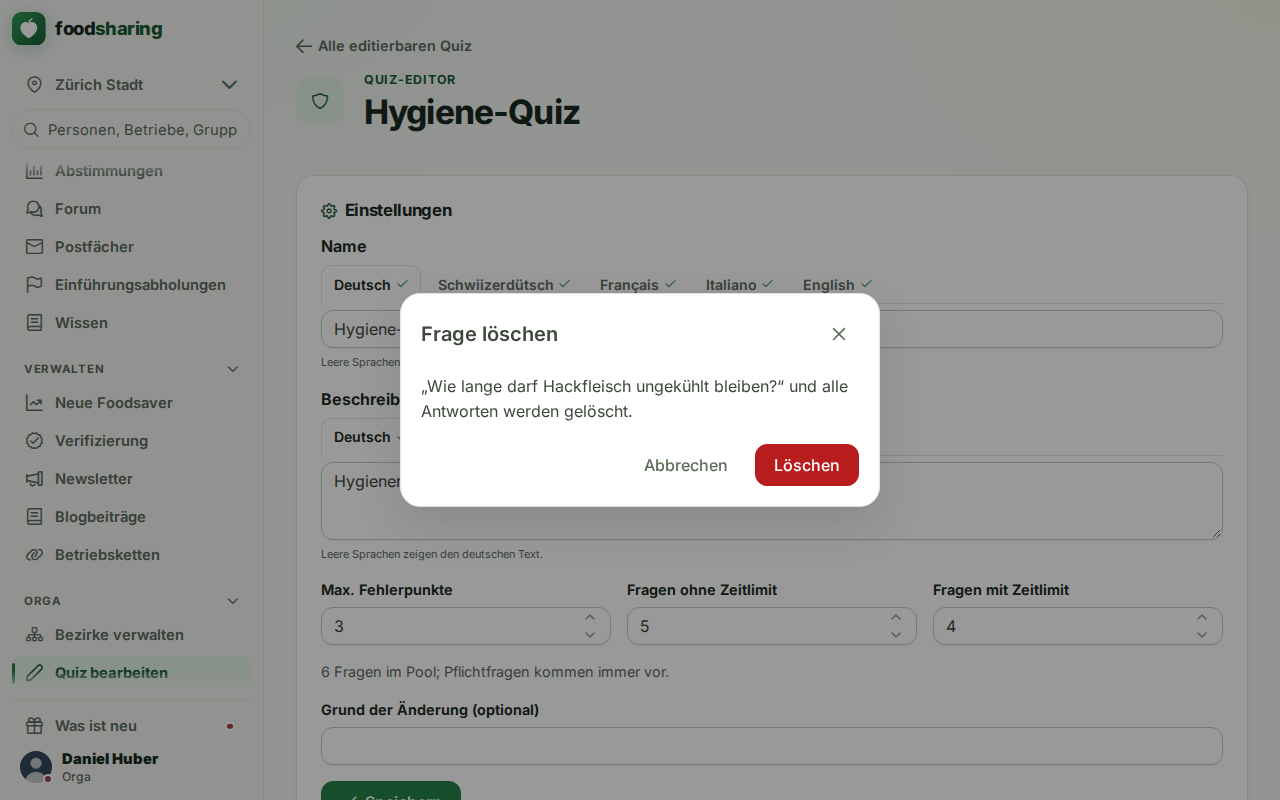 foodsharing
Zürich Stadt
Personen, Betriebe, Grupp
Abstimmungen
Forum
Postfächer
Einführungsabholungen
Wissen
VERWALTEN
Neue Foodsaver
Verifizierung
Newsletter
Blogbeiträge
Betriebsketten
ORGA
Bezirke verwalten
Quiz bearbeiten
Was ist neu
Daniel Huber
Orga
Alle editierbaren Quiz
QUIZ-EDITOR
Hygiene-Quiz
Einstellungen
Name
Deutsch Schwiizerdütsch Français Italiano English
Hygiene-
Leere Sprachen
Frage löschen
„Wie lange darf Hackfleisch ungekühlt bleiben?“ und alle
Antworten werden gelöscht.
Abbrechen Löschen
Beschreib
Deutsch
Leere Sprachen zeigen den deutschen Text.
Max. Fehlerpunkte Fragen ohne Zeitlimit Fragen mit Zeitlimit
3 5 4
6 Fragen im Pool; Pflichtfragen kommen immer vor.
Grund der Änderung (optional)
Speichern